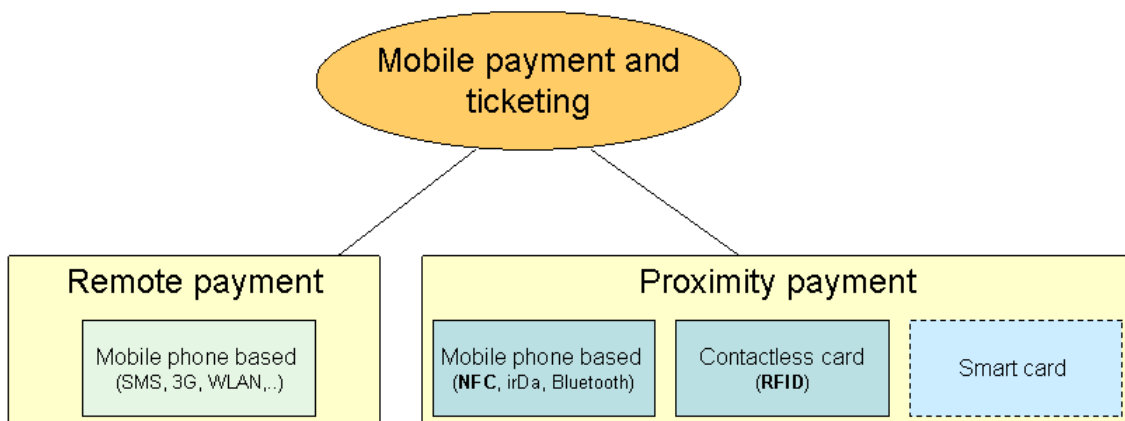 Mobile payment and
ticketing
Remote payment
Mobile phone based
(SMS, 3G, WLAN,..)
Proximity payment
Mobile phone based
(NFC, irDa, Bluetooth)
Contactless card
(RFID)
Smart card